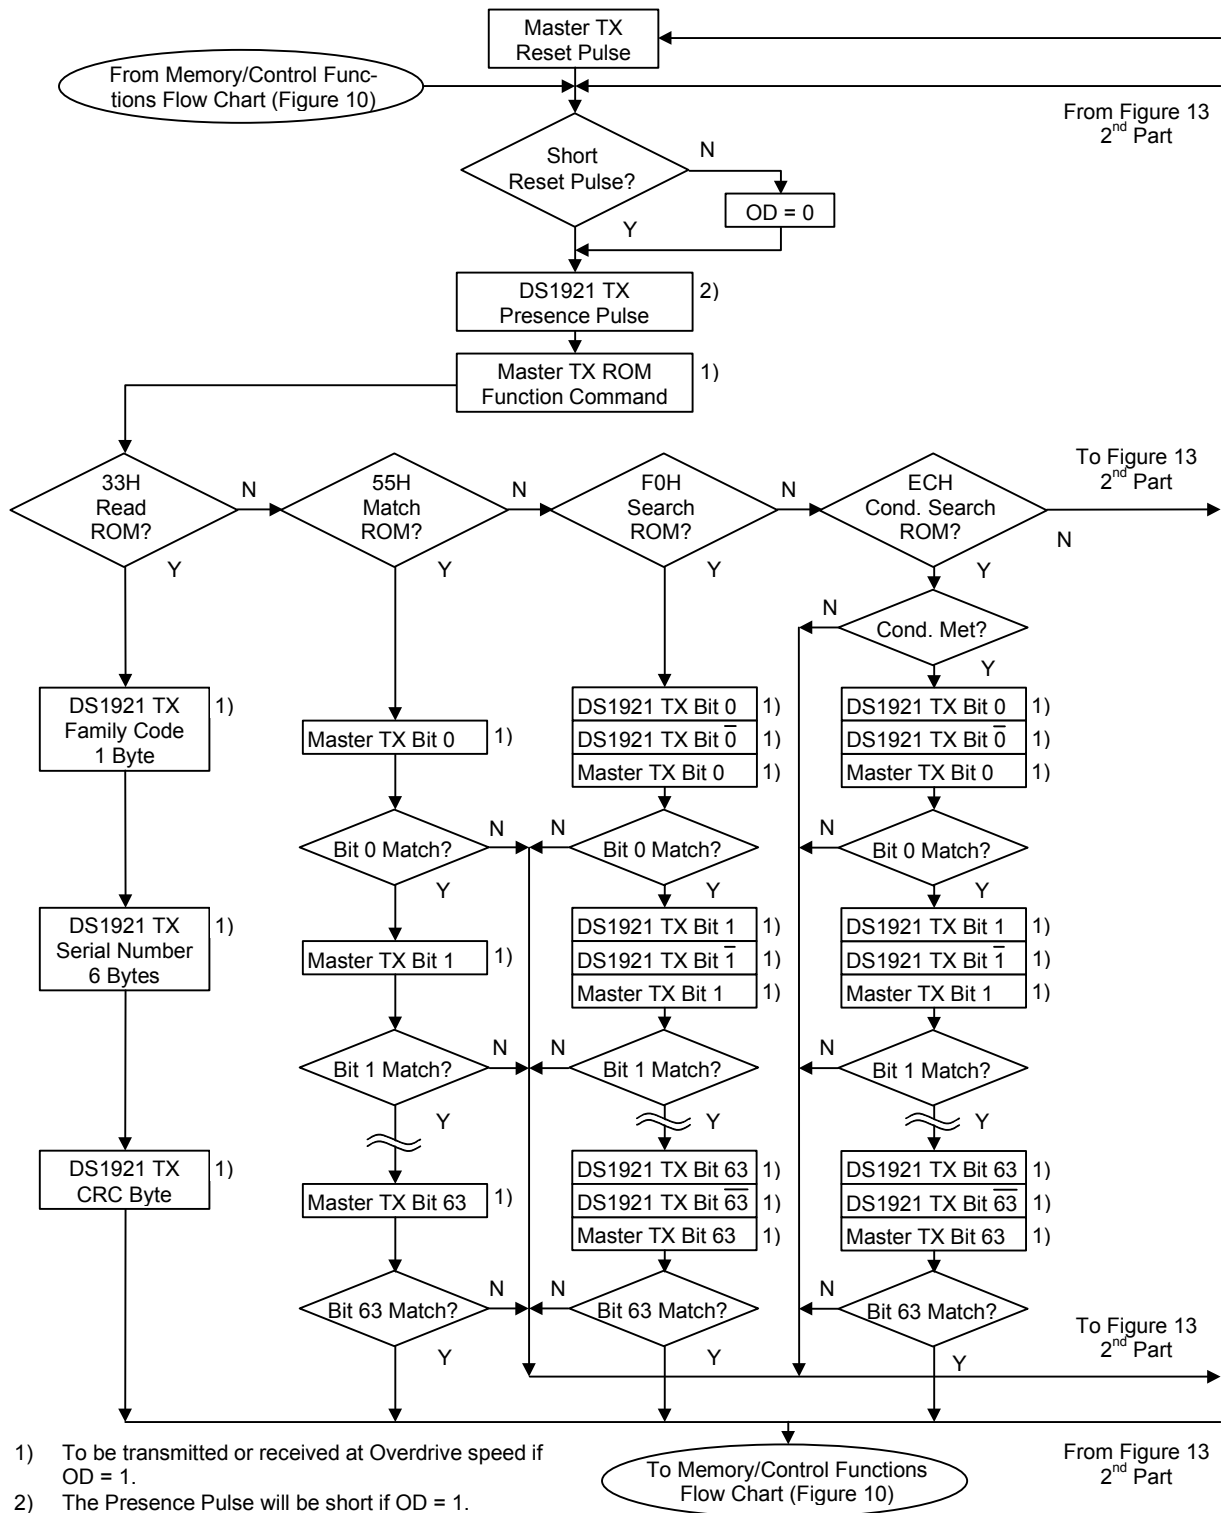 Master TX
Reset Pulse
From Memory/Control Func-
tions Flow Chart (Figure 10)
From Figure 13
2nd Part
Short
Reset Pulse?
N
OD = 0
Y
DS1921 TX
Presence Pulse
2)
Master TX ROM
Function Command
1)
33H
Read
ROM?
N
Y
55H
Match
ROM?
N
Y
F0H
Search
ROM?
N
Y
ECH
Cond. Search
ROM?
N
Y
To Figure 13
2nd Part
Cond. Met?
N
Y
DS1921 TX
Family Code
1 Byte
1)
Master TX Bit 0
1)
DS1921 TX Bit 0
1)
DS1921 TX Bit 0̅
1)
Master TX Bit 0
1)
DS1921 TX Bit 0
1)
DS1921 TX Bit 0̅
1)
Master TX Bit 0
1)
Bit 0 Match?
N
Y
Bit 0 Match?
N
Y
Bit 0 Match?
N
Y
DS1921 TX
Serial Number
6 Bytes
1)
Master TX Bit 1
1)
DS1921 TX Bit 1
1)
DS1921 TX Bit 1̅
1)
Master TX Bit 1
1)
DS1921 TX Bit 1
1)
DS1921 TX Bit 1̅
1)
Master TX Bit 1
1)
Bit 1 Match?
N
Y
Bit 1 Match?
N
Y
Bit 1 Match?
N
Y
DS1921 TX
CRC Byte
1)
Master TX Bit 63
1)
DS1921 TX Bit 63
1)
DS1921 TX Bit 6̅3̅
1)
Master TX Bit 63
1)
DS1921 TX Bit 63
1)
DS1921 TX Bit 6̅3̅
1)
Master TX Bit 63
1)
Bit 63 Match?
N
Y
Bit 63 Match?
N
Y
Bit 63 Match?
N
Y
To Figure 13
2nd Part
1) To be transmitted or received at Overdrive speed if
OD = 1.
2) The Presence Pulse will be short if OD = 1.
To Memory/Control Functions
Flow Chart (Figure 10)
From Figure 13
2nd Part